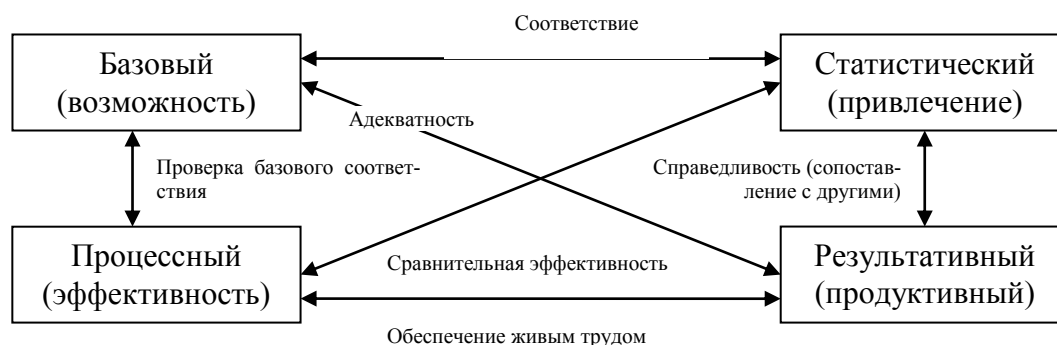 Соответствие
Базовый
(возможность)
Статистический
(привлечение)
Адекватность
Проверка базового соответ-
ствия
Справедливость (сопостав-
ление с другими)
Процессный
(эффективность)
Сравнительная эффективность
Результативный
(продуктивный)
Обеспечение живым трудом